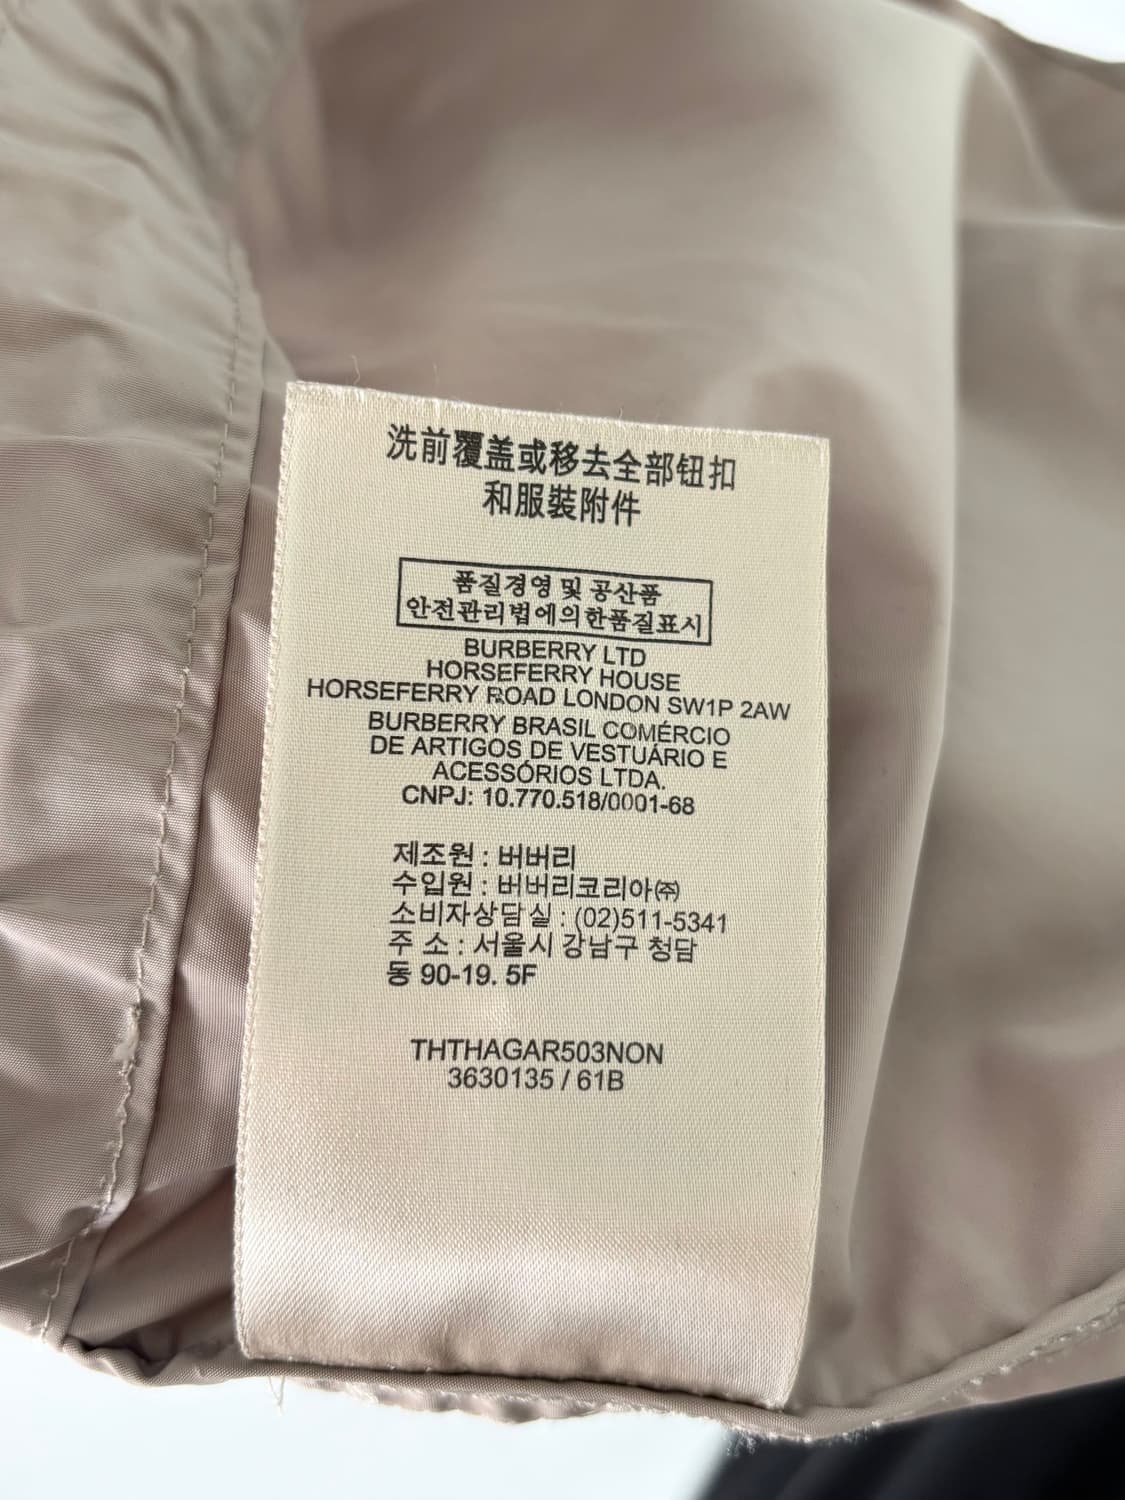 洗前覆盖或移去全部钮扣
和服裝附件
품질경영 및 공산품
안전관리법에의한품질표시
BURBERRY LTD
HORSEFERRY HOUSE
HORSEFERRY ROAD LONDON SW1P 2AW
BURBERRY BRASIL COMÉRCIO
DE ARTIGOS DE VESTUÁRIO E
ACESSÓRIOS LTDA.
CNPJ: 10.770.518/0001-68
제조원 : 버버리
수입원 : 버버리코리아㈜
소비자상담실 : (02)511-5341
주 소 : 서울시 강남구 청담
동 90-19. 5F
THTHAGAR503NON
3630135 / 61B